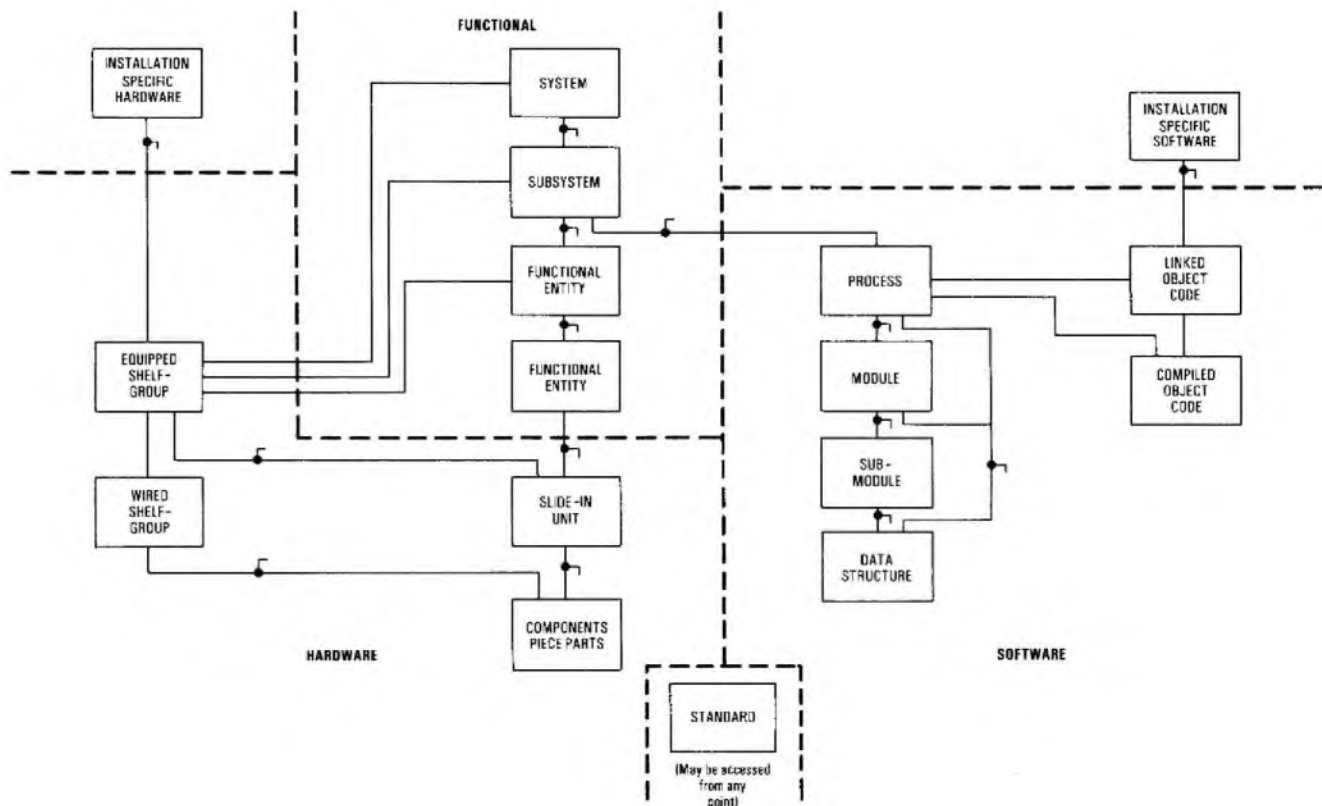 FUNCTIONAL
INSTALLATION
SPECIFIC
HARDWARE
SYSTEM
INSTALLATION
SPECIFIC
SOFTWARE
SUBSYSTEM
FUNCTIONAL
ENTITY
PROCESS
LINKED
OBJECT
CODE
EQUIPPED
SHELF-
GROUP
FUNCTIONAL
ENTITY
MODULE
COMPILED
OBJECT
CODE
WIRED
SHELF-
GROUP
SLIDE-IN
UNIT
SUB-
MODULE
DATA
STRUCTURE
COMPONENTS
PIECE PARTS
HARDWARE
SOFTWARE
STANDARD
(May be accessed
from any
point)